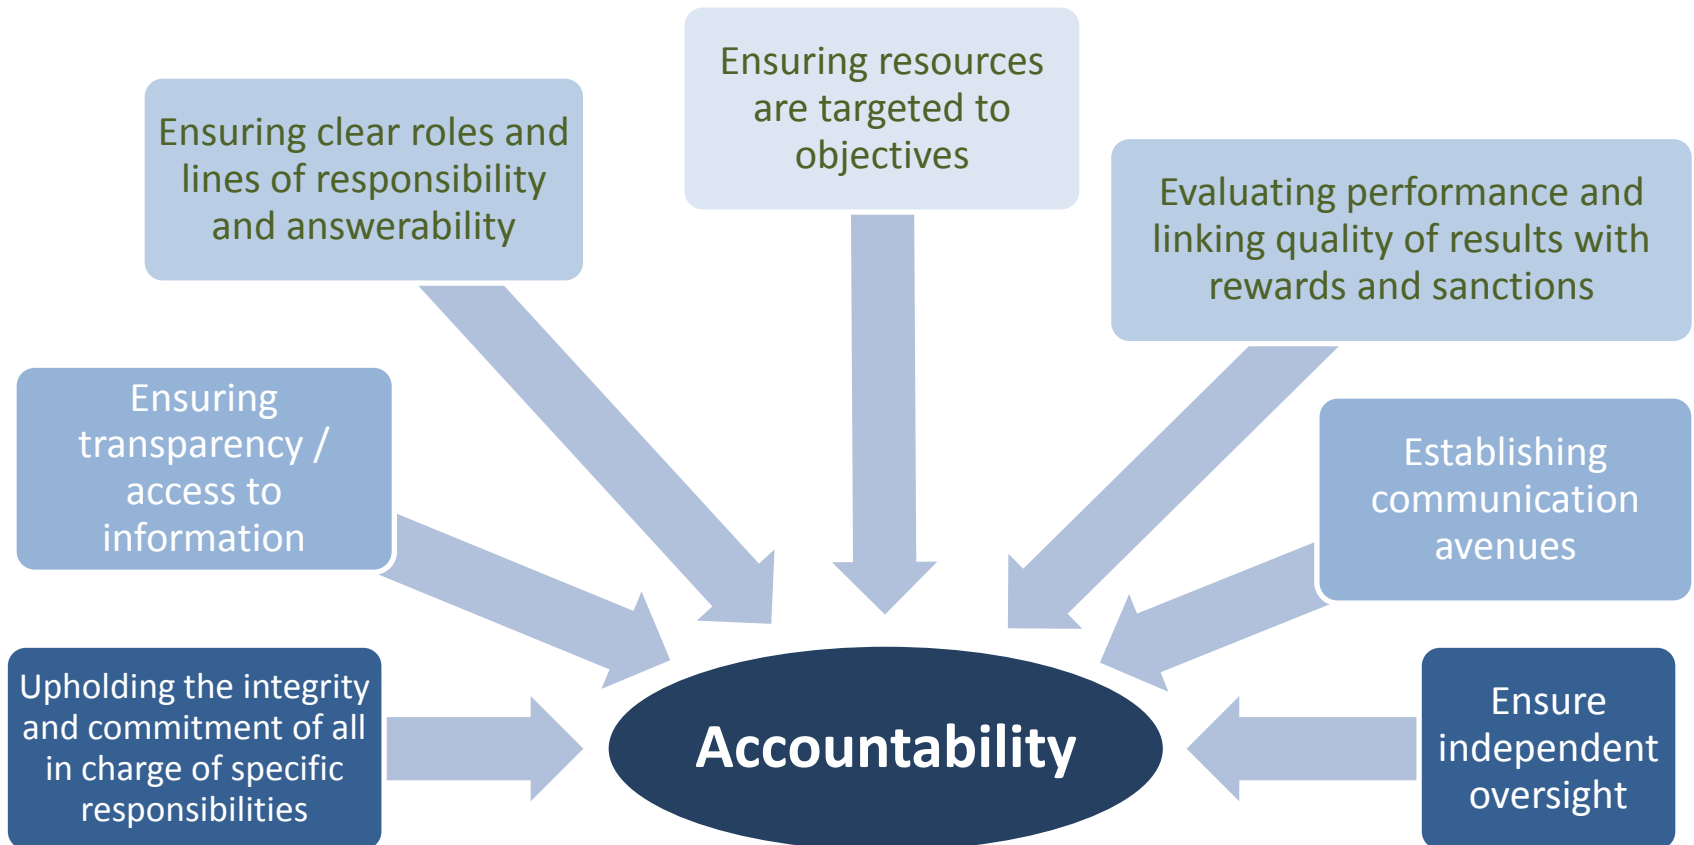 Ensuring resources
are targeted to
objectives
Ensuring clear roles and
lines of responsibility
and answerability
Evaluating performance and
linking quality of results with
rewards and sanctions
Ensuring
transparency /
access to
information
Establishing
communication
avenues
Upholding the integrity
and commitment of all
in charge of specific
responsibilities
Accountability
Ensure
independent
oversight